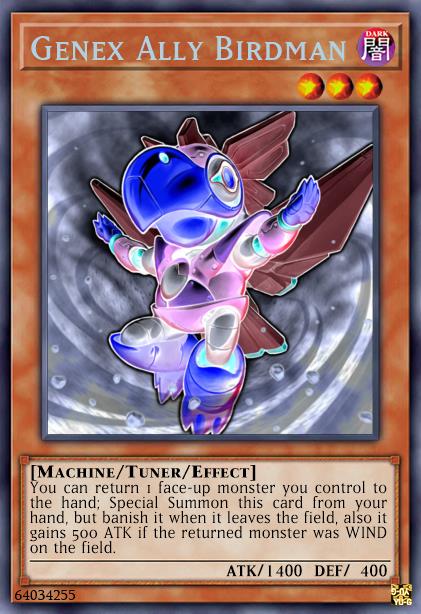 Genex Ally Birdman
DARK
闇
[Machine/Tuner/Effect]
You can return 1 face-up monster you control
to the hand; Special Summon this card from your
hand, but banish it when it leaves the field, also it
gains 500 ATK if the returned monster was WIND
on the field.
ATK/1400 DEF/ 400
64034255